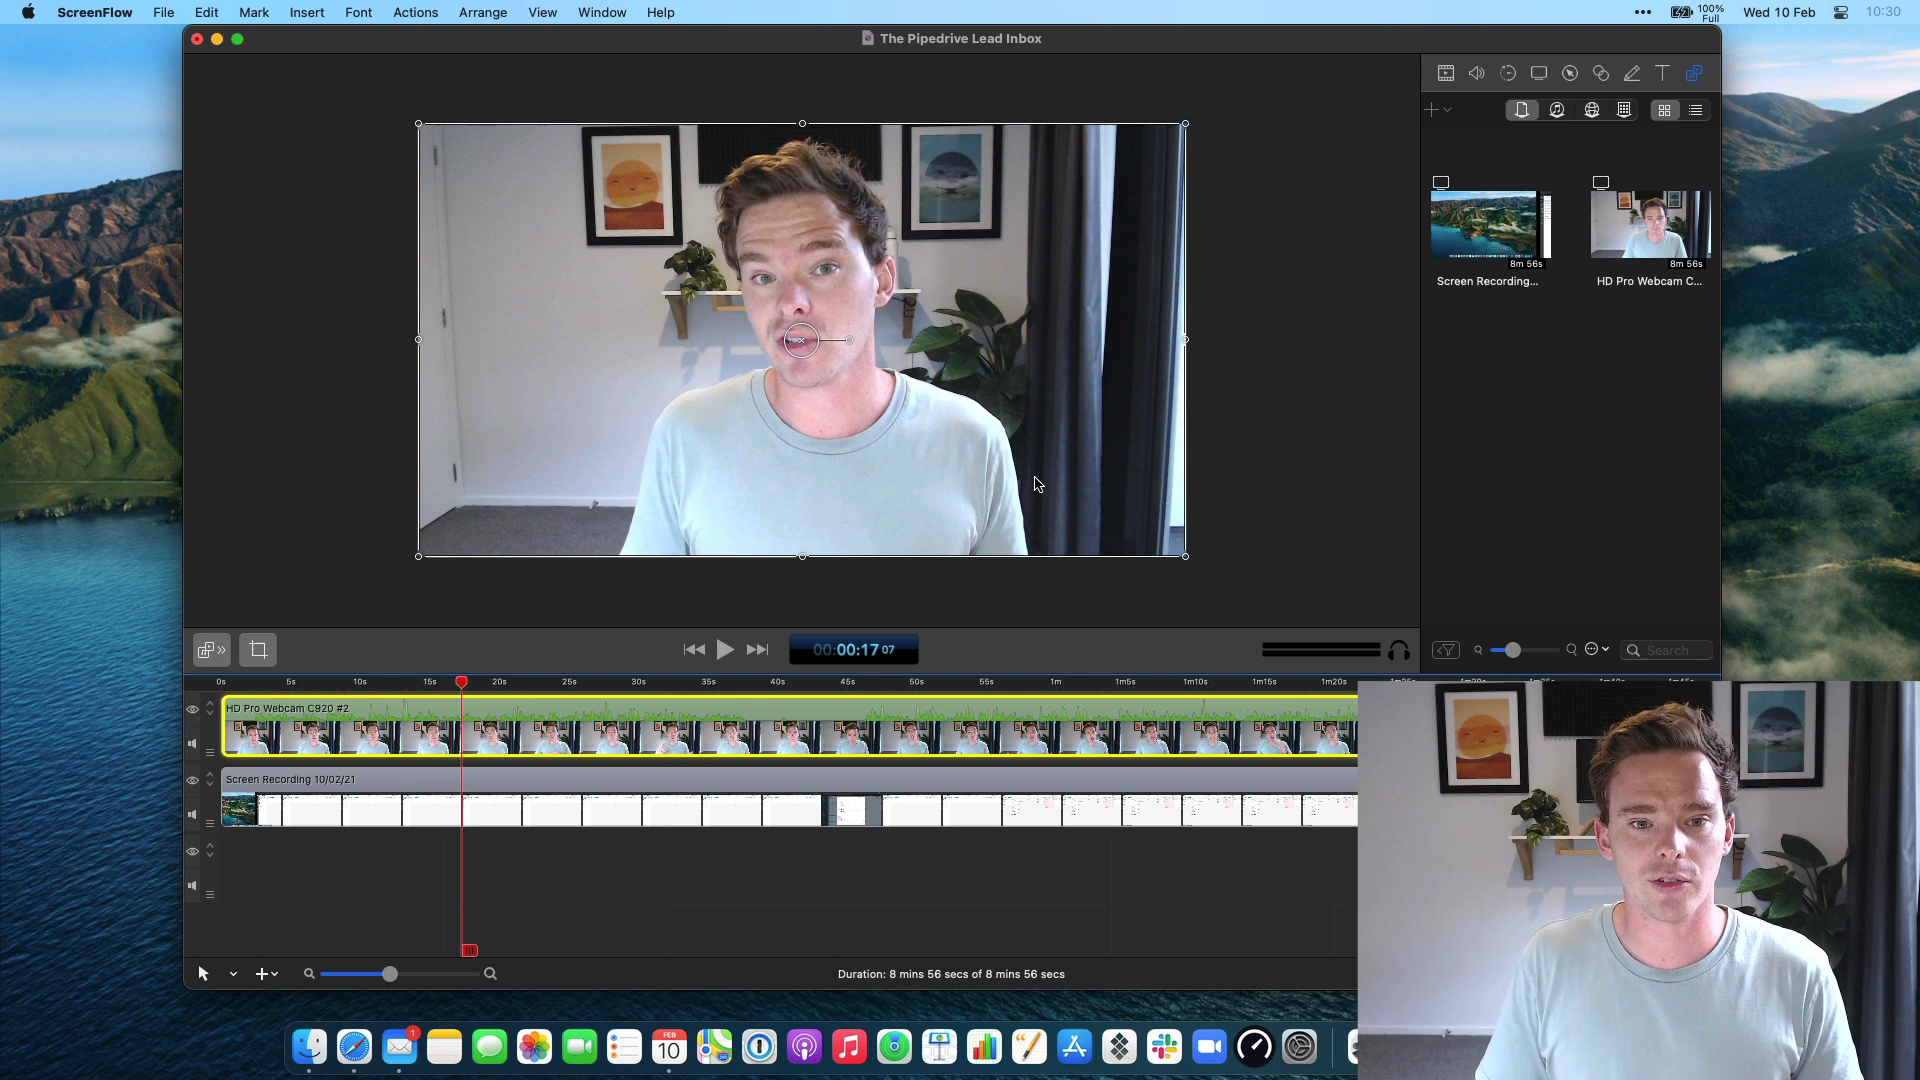 ScreenFlow File Edit Mark Insert Font Actions Arrange View Window Help
100%
Full
Wed 10 Feb
10:30
The Pipedrive Lead Inbox
8m 56s
8m 56s
Screen Recording...
HD Pro Webcam C...
00:00:17 07
Search
0s 5s 10s 15s 20s 25s 30s 35s 40s 45s 50s 55s 1m 1m5s 1m10s 1m15s 1m20s
HD Pro Webcam C920 #2
Screen Recording 10/02/21
Duration: 8 mins 56 secs of 8 mins 56 secs
1
FEB
10